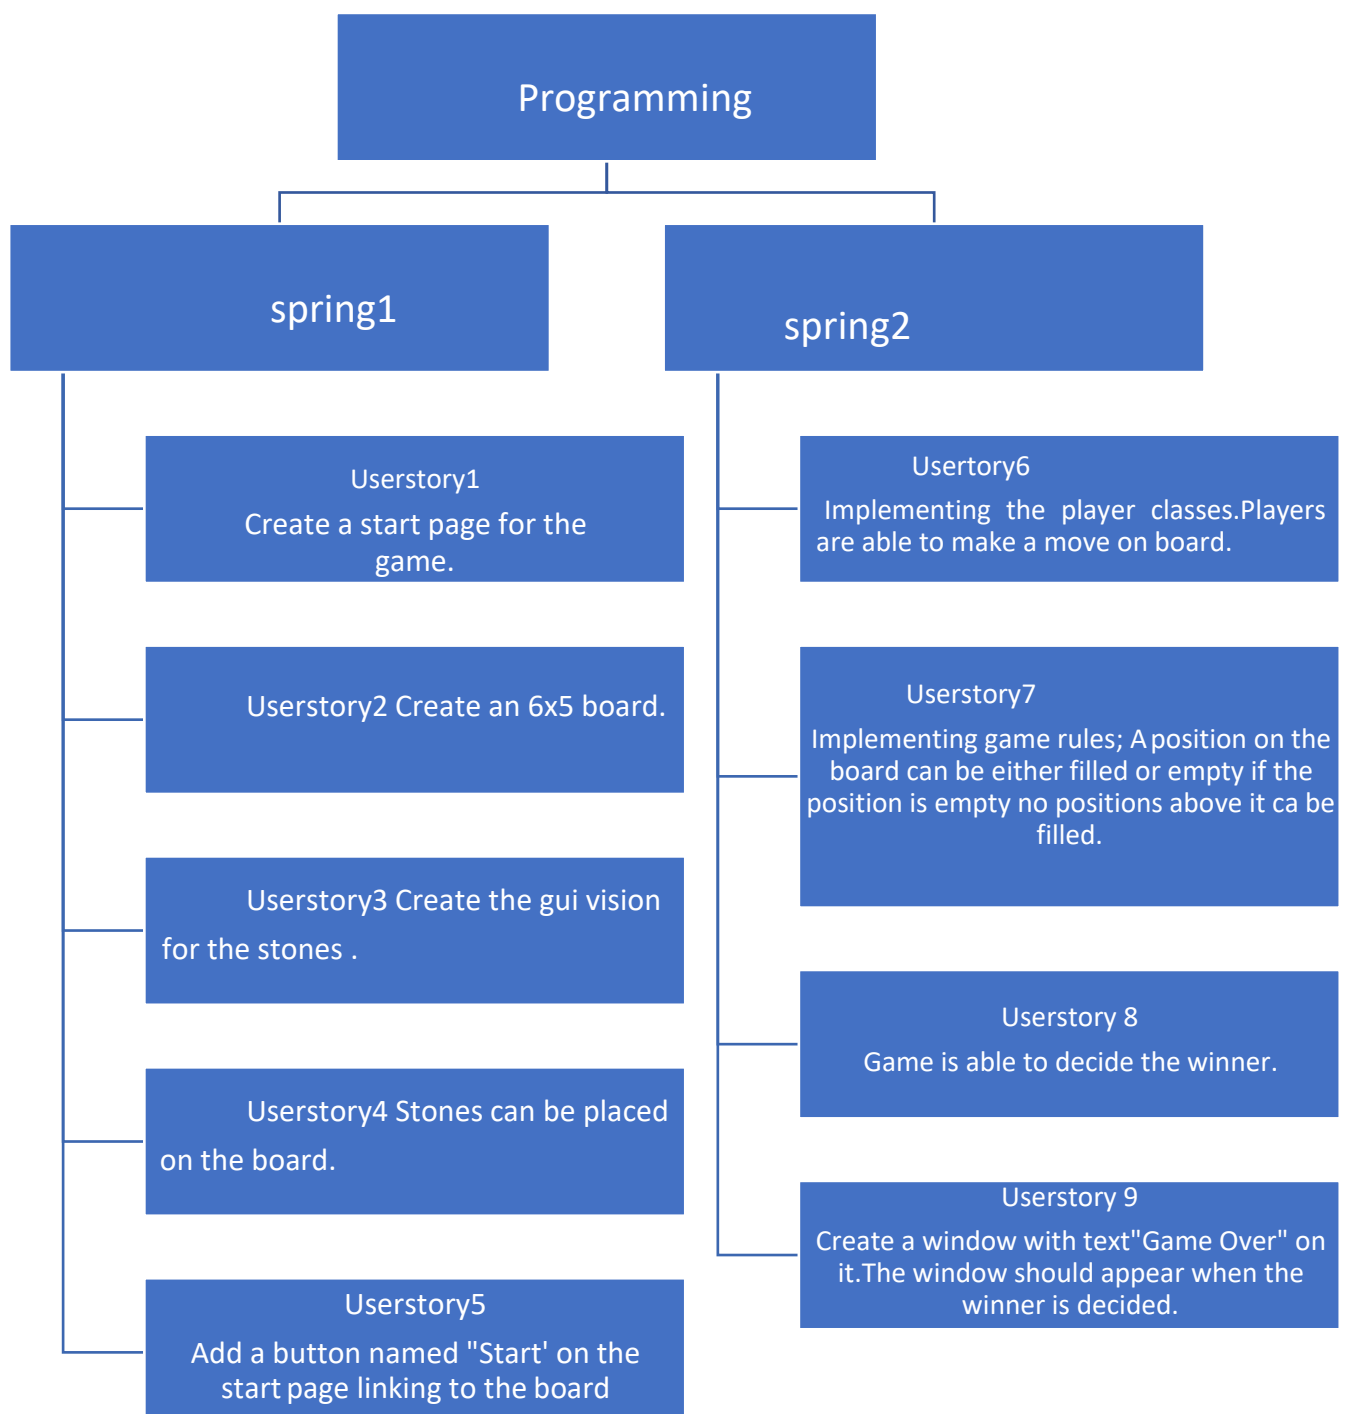 Programming
spring1
spring2
Userstory1
Create a start page for the
game.
Userstory2 Create an 6x5 board.
Userstory3 Create the gui vision
for the stones .
Userstory4 Stones can be placed
on the board.
Userstory5
Add a button named "Start' on the
start page linking to the board
Usertory6
Implementing the player classes.Players
are able to make a move on board.
Userstory7
Implementing game rules; A position on the
board can be either filled or empty if the
position is empty no positions above it ca be
filled.
Userstory 8
Game is able to decide the winner.
Userstory 9
Create a window with text"Game Over" on
it.The window should appear when the
winner is decided.